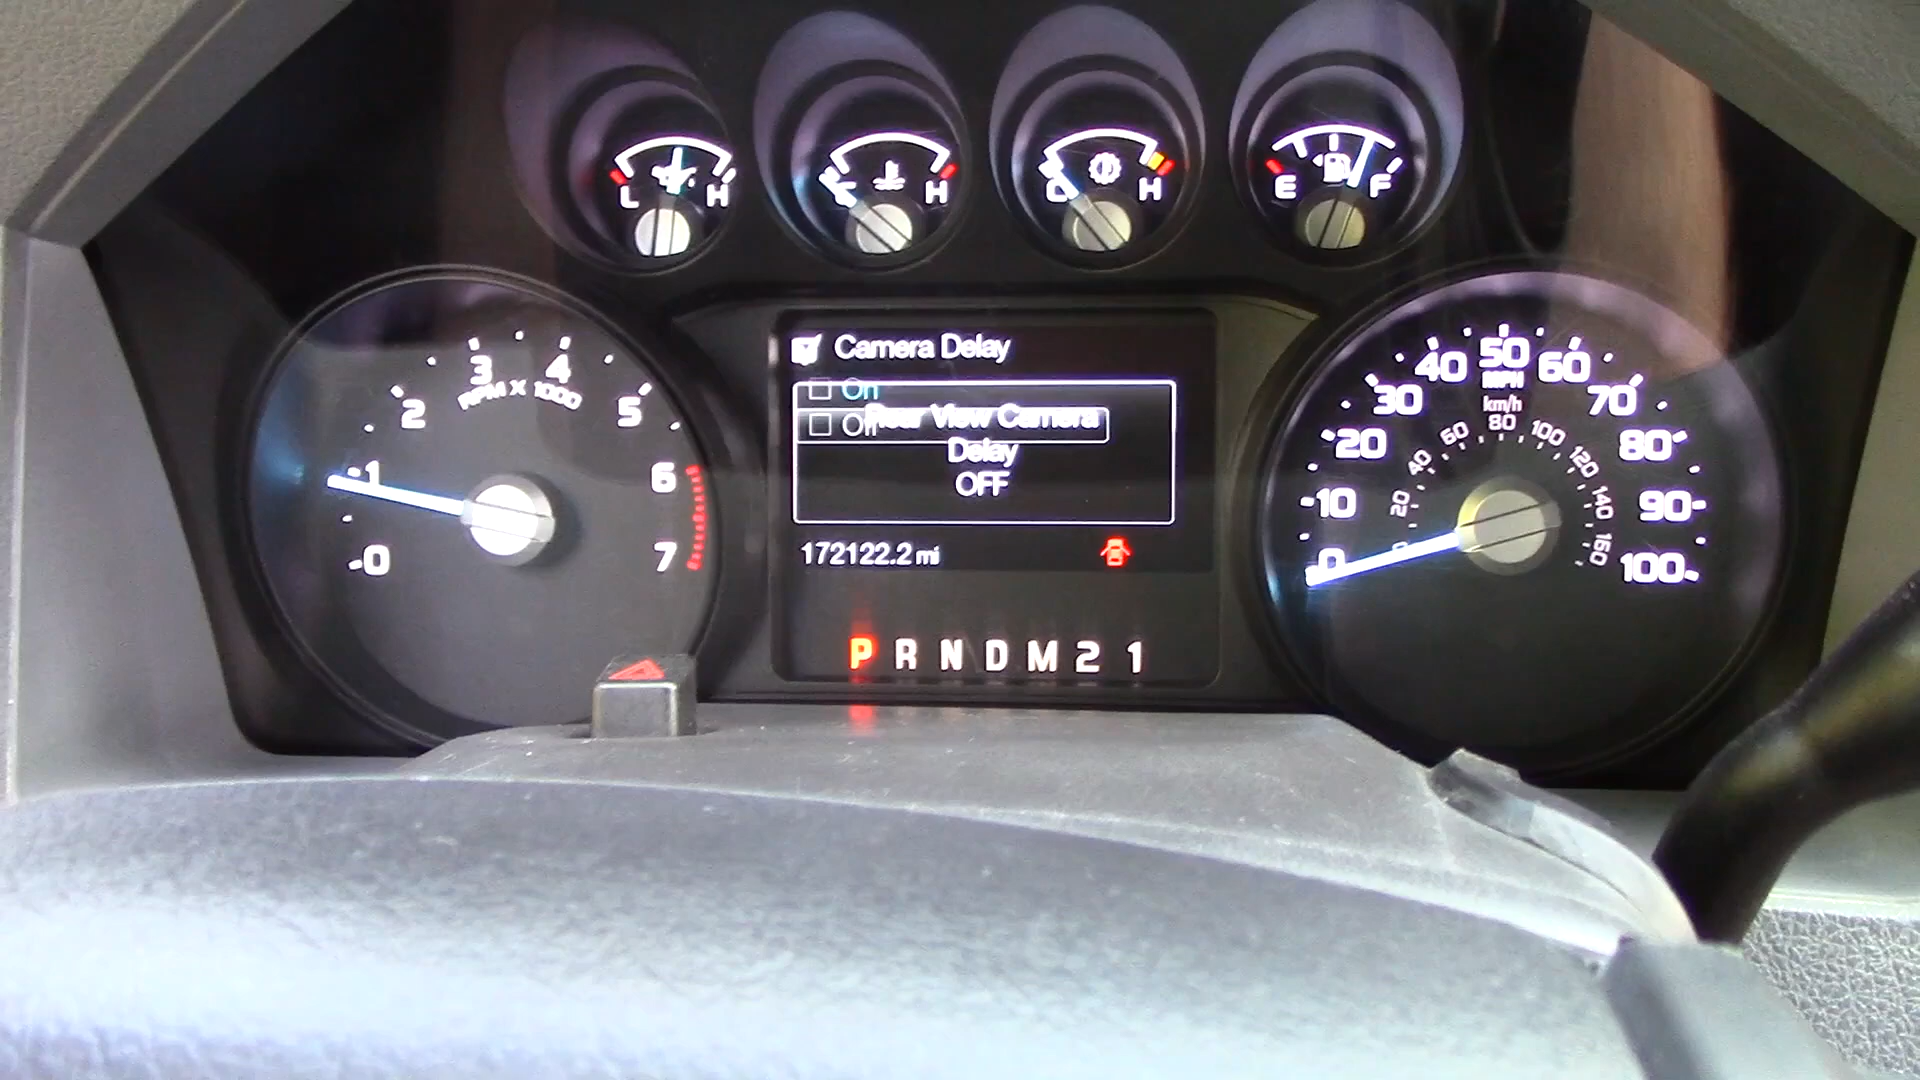 L H
C H
C H
E F
0 1 2 3 4 5 6 7
RPM X 1000
Camera Delay
On
Off
Rear View Camera
Delay
OFF
172122.2 mi
P R N D M 2 1
0 10 20 30 40 50 60 70 80 90 100
MPH
km/h
0 20 40 60 80 100 120 140 160